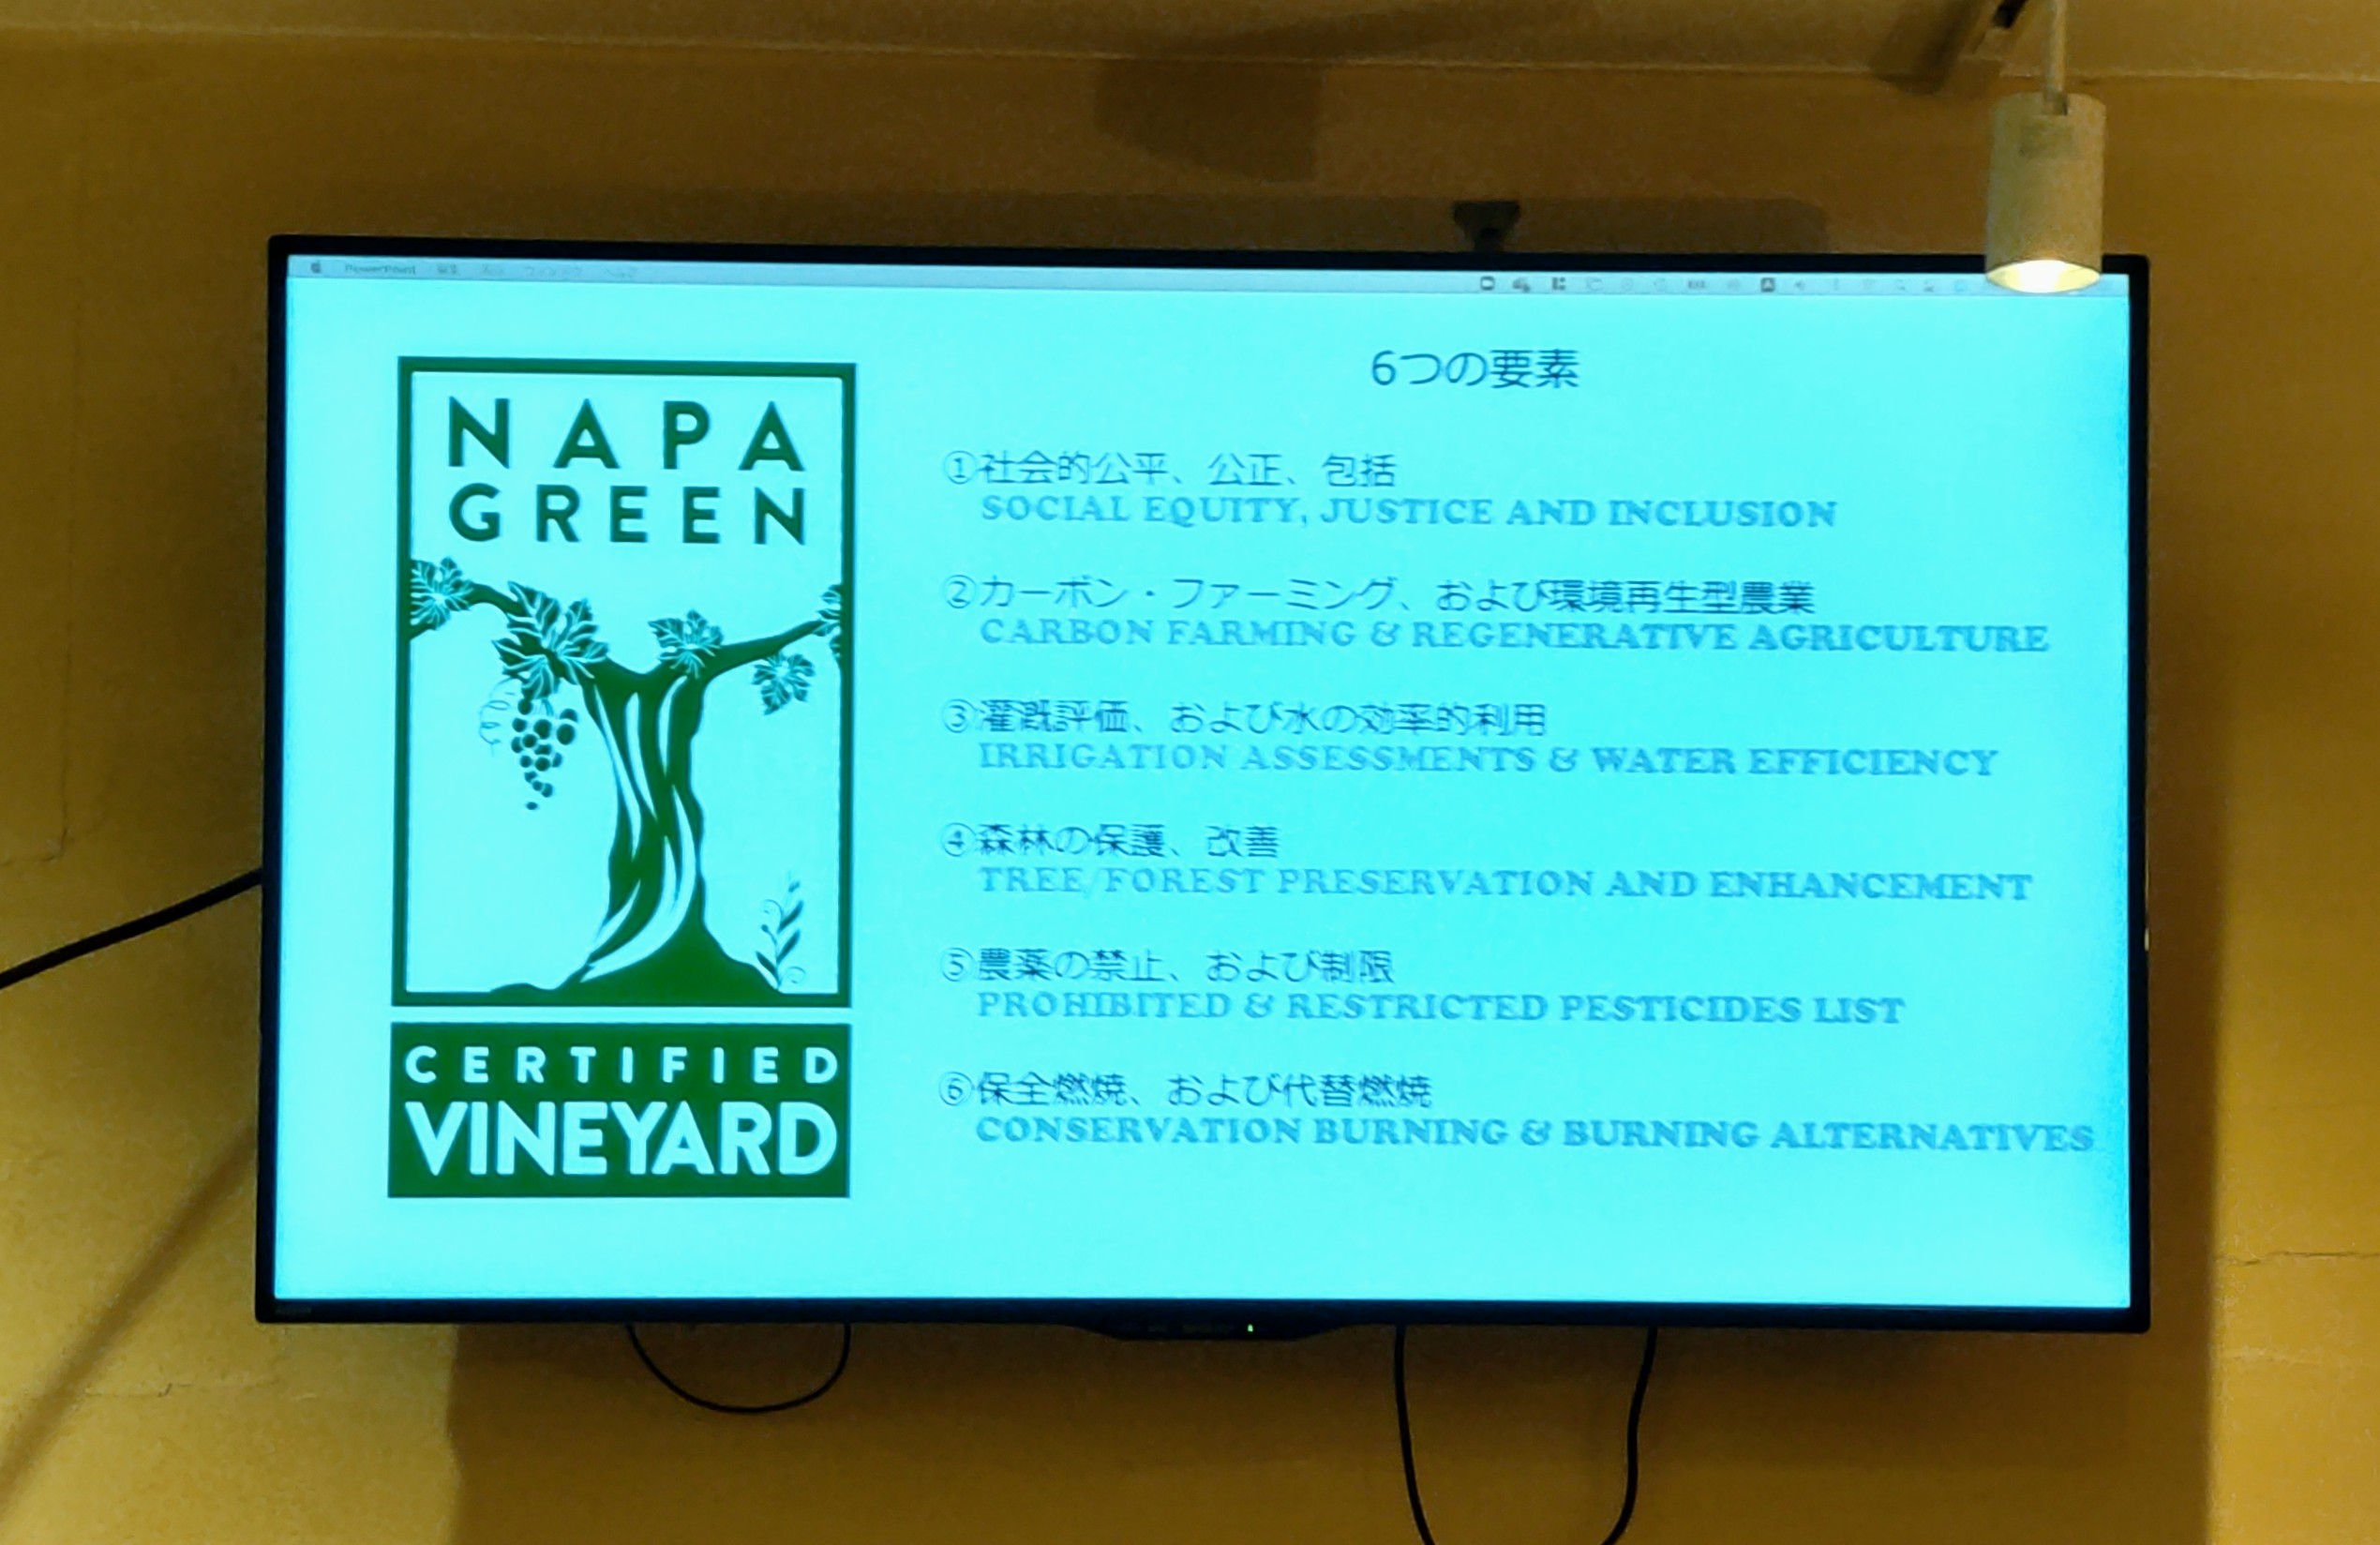 PowerPoint
NAPA
GREEN
CERTIFIED
VINEYARD
6つの要素
①社会的公平、公正、包括
SOCIAL EQUITY, JUSTICE AND INCLUSION
②カーボン・ファーミング、および環境再生型農業
CARBON FARMING & REGENERATIVE AGRICULTURE
③灌漑評価、および水の効率的利用
IRRIGATION ASSESSMENTS & WATER EFFICIENCY
④森林の保護、改善
TREE/FOREST PRESERVATION AND ENHANCEMENT
⑤農薬の禁止、および制限
PROHIBITED & RESTRICTED PESTICIDES LIST
⑥保全燃焼、および代替燃焼
CONSERVATION BURNING & BURNING ALTERNATIVES